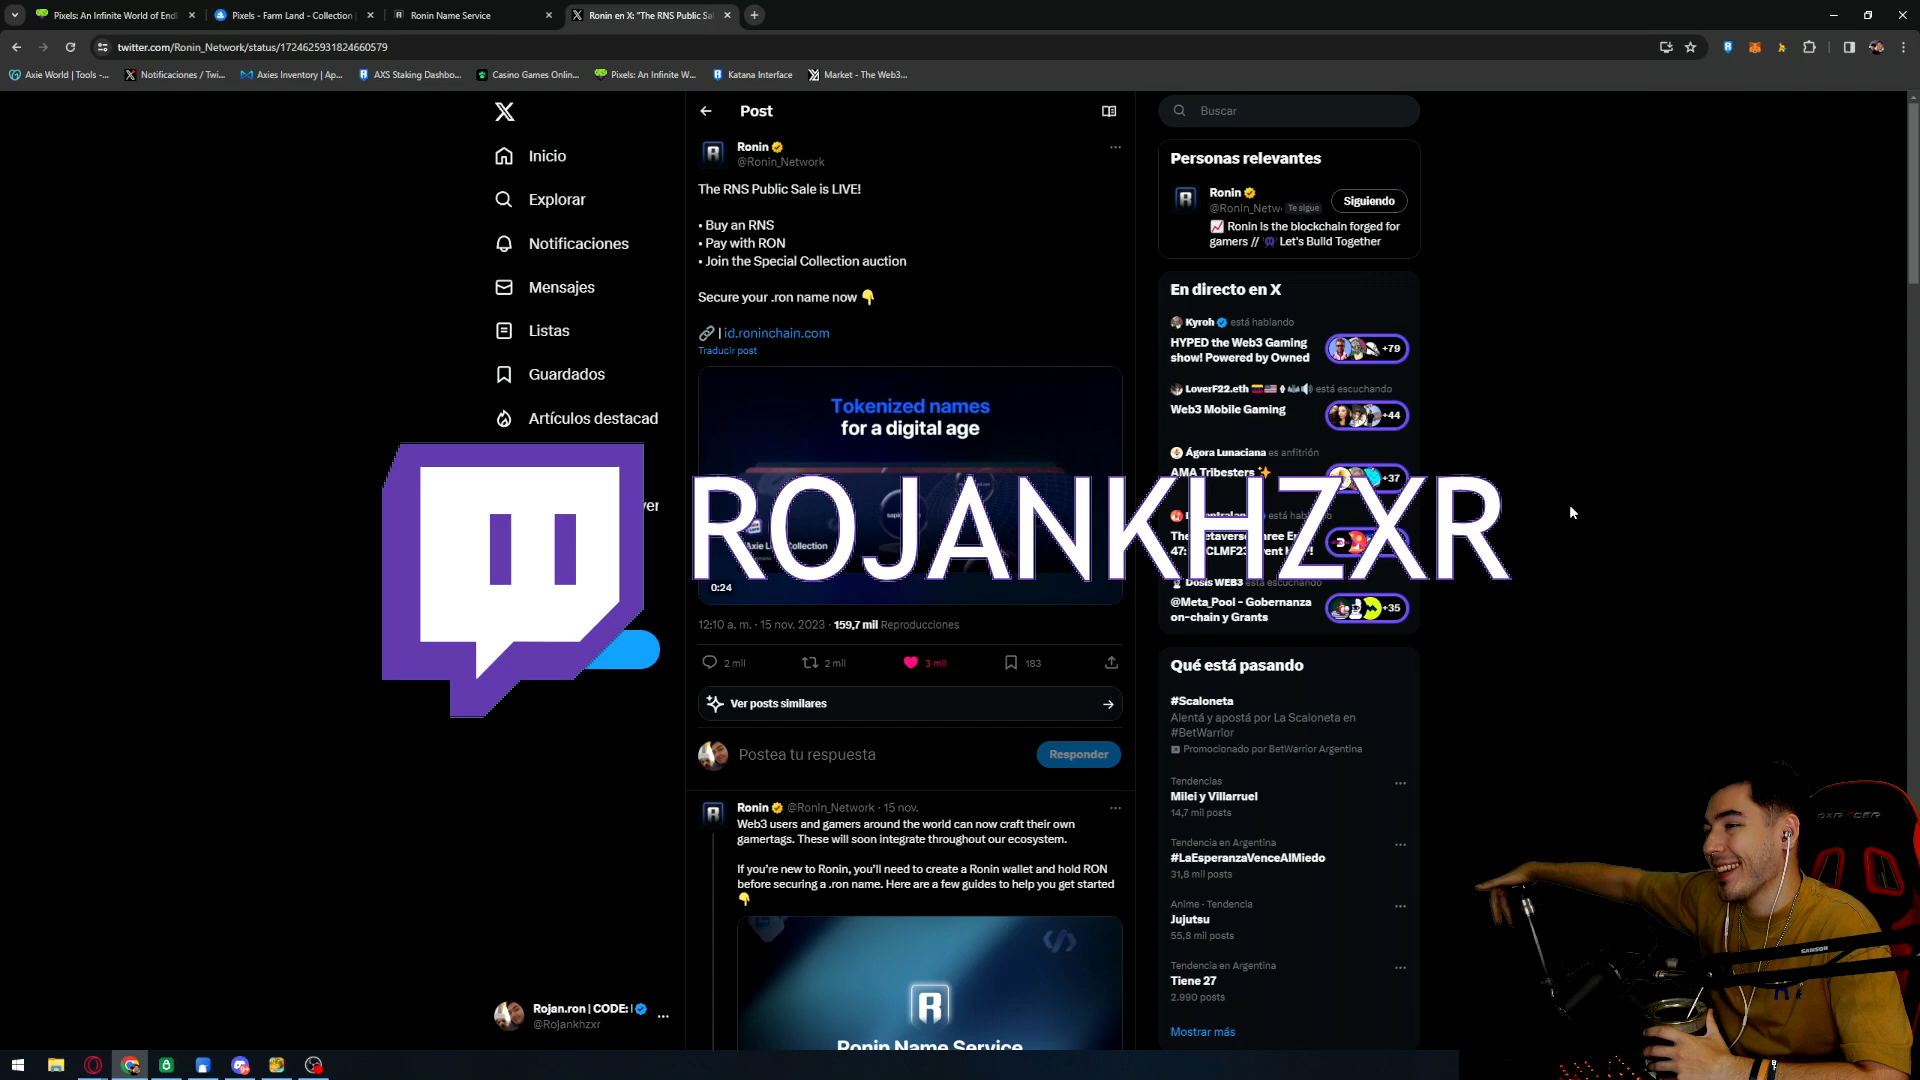 Pixels: An Infinite World of Endl
Pixels - Farm Land - Collection
Ronin Name Service
Ronin en X: "The RNS Public Sal
twitter.com/Ronin_Network/status/1724625931824660579
Axie World | Tools -...
Notificaciones / Twi...
Axies Inventory | Ap...
AXS Staking Dashbo...
Casino Games Onlin...
Pixels: An Infinite W...
Katana Interface
Market - The Web3...
Inicio
Explorar
Notificaciones
Mensajes
Listas
Guardados
Artículos destacad
ver
Rojan.ron | CODE: I
@Rojankhzxr
Post
Ronin
@Ronin_Network
The RNS Public Sale is LIVE!
• Buy an RNS
• Pay with RON
• Join the Special Collection auction
Secure your .ron name now 👇
🔗 | id.roninchain.com
Traducir post
Tokenized names
for a digital age
0:24
ROJANKHZXR
12:10 a. m. · 15 nov. 2023 · 159,7 mil Reproducciones
2 mil
2 mil
3 mil
183
Ver posts similares
Postea tu respuesta
Responder
Ronin @Ronin_Network · 15 nov.
Web3 users and gamers around the world can now craft their own
gamertags. These will soon integrate throughout our ecosystem.
If you're new to Ronin, you'll need to create a Ronin wallet and hold RON
before securing a .ron name. Here are a few guides to help you get started
👇
Ronin Name Service
Buscar
Personas relevantes
Ronin
@Ronin_Netw Te sigue
Siguiendo
📈 Ronin is the blockchain forged for
gamers // Let's Build Together
En directo en X
Kyroh está hablando
HYPED the Web3 Gaming
show! Powered by Owned
+79
LoverF22.eth está escuchando
Web3 Mobile Gaming
+44
Ágora Lunaciana es anfitrión
AMA Tribesters ✨
+37
Dosis WEB3 está escuchando
@Meta_Pool - Gobernanza
on-chain y Grants
+35
Qué está pasando
#Scaloneta
Alentá y apostá por La Scaloneta en
#BetWarrior
Promocionado por BetWarrior Argentina
Tendencias
Milei y Villarruel
14,7 mil posts
Tendencia en Argentina
#LaEsperanzaVenceAlMiedo
31,8 mil posts
Anime · Tendencia
Jujutsu
55,8 mil posts
Tendencia en Argentina
Tiene 27
2.990 posts
Mostrar más
DXRACER
SAMSON